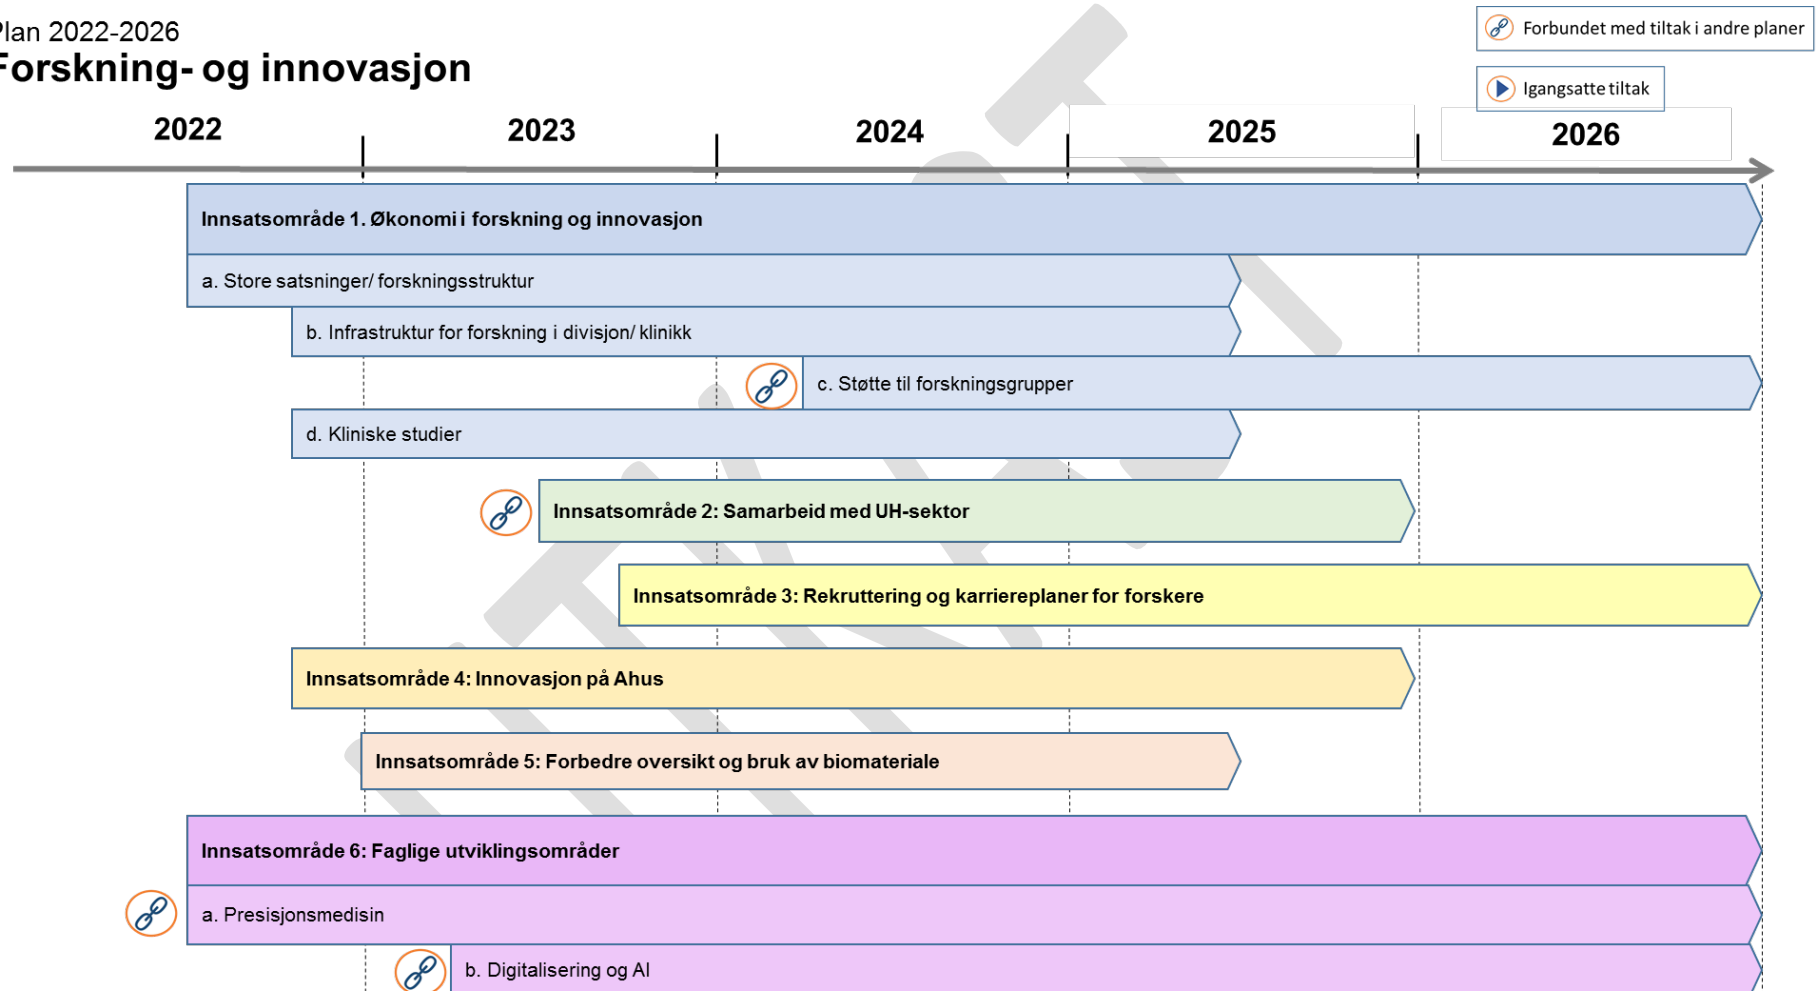 Plan 2022-2026
Forskning- og innovasjon
Forbundet med tiltak i andre planer
Igangsatte tiltak
2022
2023
2024
2025
2026
Innsatsområde 1. Økonomi i forskning og innovasjon
a. Store satsninger/ forskningsstruktur
b. Infrastruktur for forskning i divisjon/ klinikk
c. Støtte til forskningsgrupper
d. Kliniske studier
Innsatsområde 2: Samarbeid med UH-sektor
Innsatsområde 3: Rekruttering og karriereplaner for forskere
Innsatsområde 4: Innovasjon på Ahus
Innsatsområde 5: Forbedre oversikt og bruk av biomateriale
Innsatsområde 6: Faglige utviklingsområder
a. Presisjonsmedisin
b. Digitalisering og AI
UTKAST